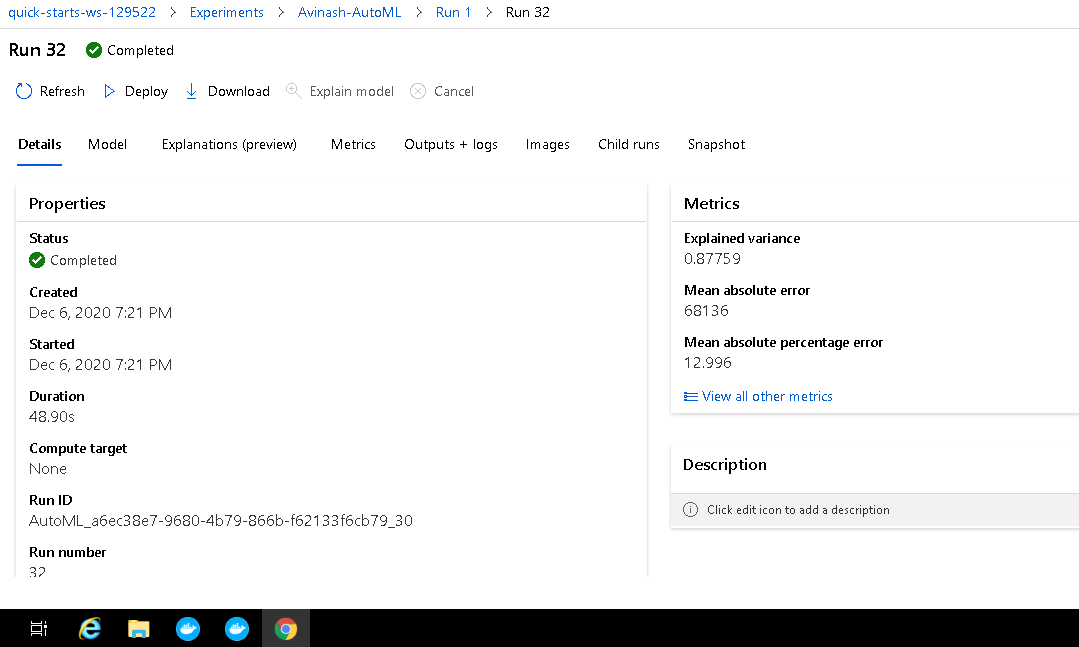 quick-starts-ws-129522 > Experiments > Avinash-AutoML > Run 1 > Run 32
Run 32 Completed
Refresh Deploy Download Explain model Cancel
Details Model Explanations (preview) Metrics Outputs + logs Images Child runs Snapshot
Properties
Status
Completed
Created
Dec 6, 2020 7:21 PM
Started
Dec 6, 2020 7:21 PM
Duration
48.90s
Compute target
None
Run ID
AutoML_a6ec38e7-9680-4b79-866b-f62133f6cb79_30
Run number
32
Metrics
Explained variance
0.87759
Mean absolute error
68136
Mean absolute percentage error
12.996
View all other metrics
Description
Click edit icon to add a description